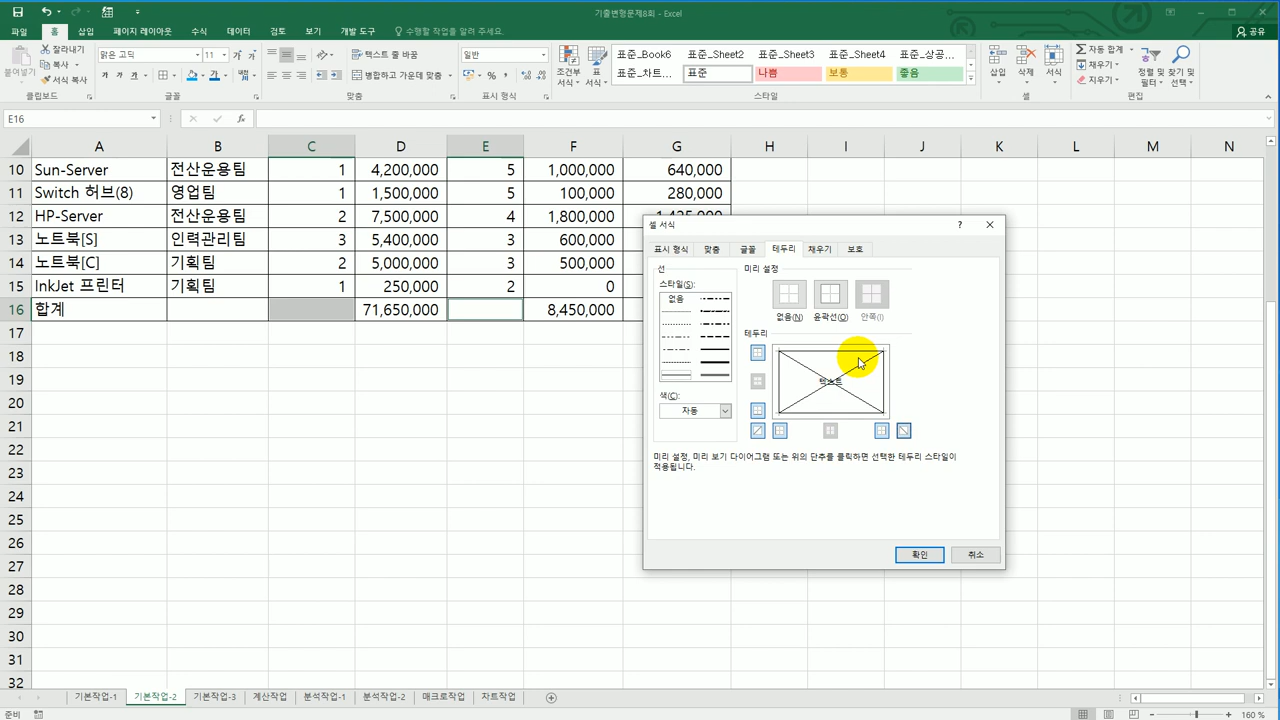 기출변형문제8회 - Excel
파일 홈 삽입 페이지 레이아웃 수식 데이터 검토 보기 개발 도구 수행할 작업을 알려 주세요. 공유
잘라내기
복사
서식 복사
붙여넣기
클립보드
맑은 고딕 11
가 가 가
글꼴
텍스트 줄 바꿈
병합하고 가운데 맞춤
맞춤
일반
표시 형식
조건부 서식
표 서식
표준_Book6 표준_Sheet2 표준_Sheet3 표준_Sheet4 표준_상공...
표준_차트... 표준 나쁨 보통 좋음
스타일
삽입 삭제 서식
셀
자동 합계
채우기
지우기
정렬 및 필터
찾기 및 선택
편집
E16
A B C D E F G H I J K L M N
10 Sun-Server 전산운용팀 1 4,200,000 5 1,000,000 640,000
11 Switch 허브(8) 영업팀 1 1,500,000 5 100,000 280,000
12 HP-Server 전산운용팀 2 7,500,000 4 1,800,000
13 노트북[S] 인력관리팀 3 5,400,000 3 600,000
14 노트북[C] 기획팀 2 5,000,000 3 500,000
15 InkJet 프린터 기획팀 1 250,000 2 0
16 합계 71,650,000 8,450,000
17
18
19
20
21
22
23
24
25
26
27
28
29
30
31
32
셀 서식 ?
표시 형식 맞춤 글꼴 테두리 채우기 보호
선
스타일(S):
없음
색(C):
자동
미리 설정
없음(N) 윤곽선(O) 안쪽(I)
테두리
텍스트
미리 설정, 미리 보기 다이어그램 또는 위의 단추를 클릭하면 선택한 테두리 스타일이
적용됩니다.
확인 취소
기본작업-1 기본작업-2 기본작업-3 계산작업 분석작업-1 분석작업-2 매크로작업 차트작업
준비 160 %